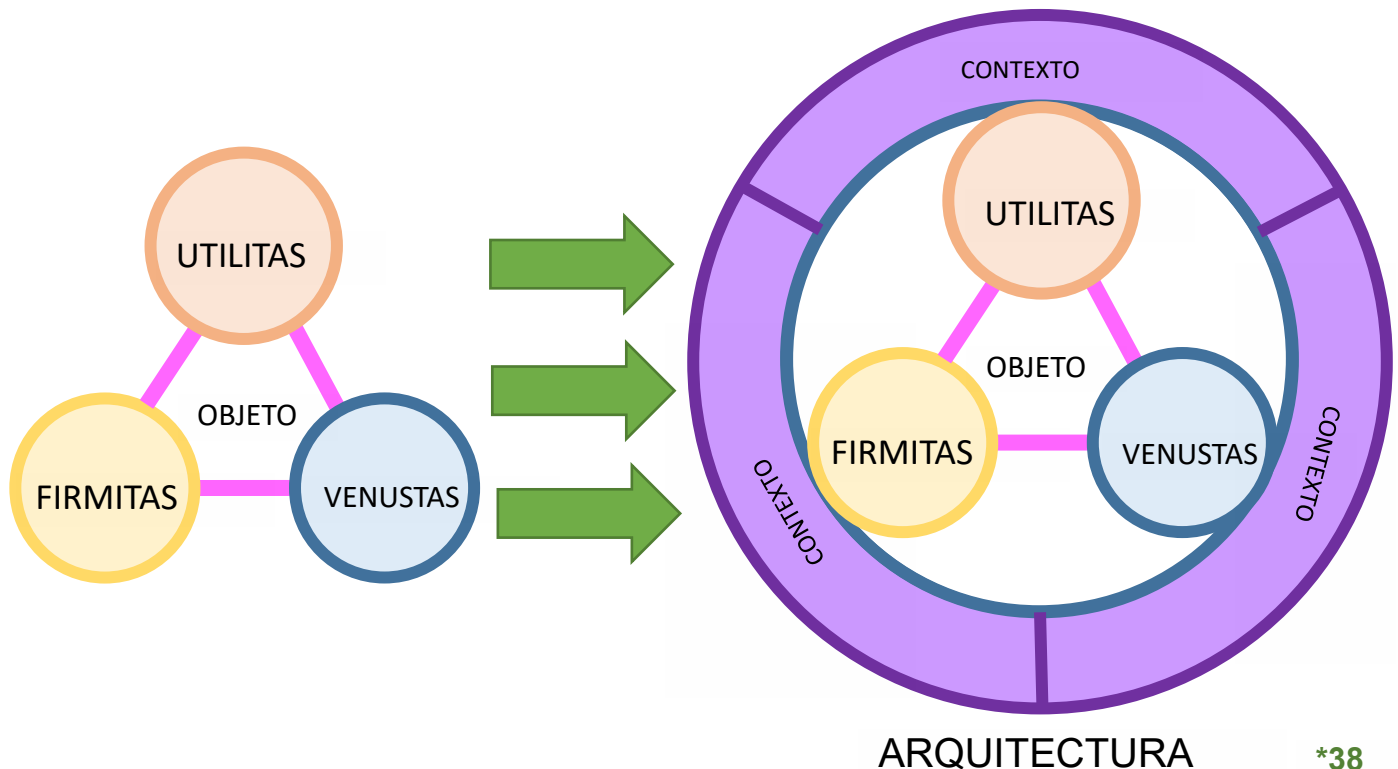 UTILITAS
OBJETO
FIRMITAS
VENUSTAS
CONTEXTO
UTILITAS
OBJETO
FIRMITAS
VENUSTAS
CONTEXTO
CONTEXTO
ARQUITECTURA
*38